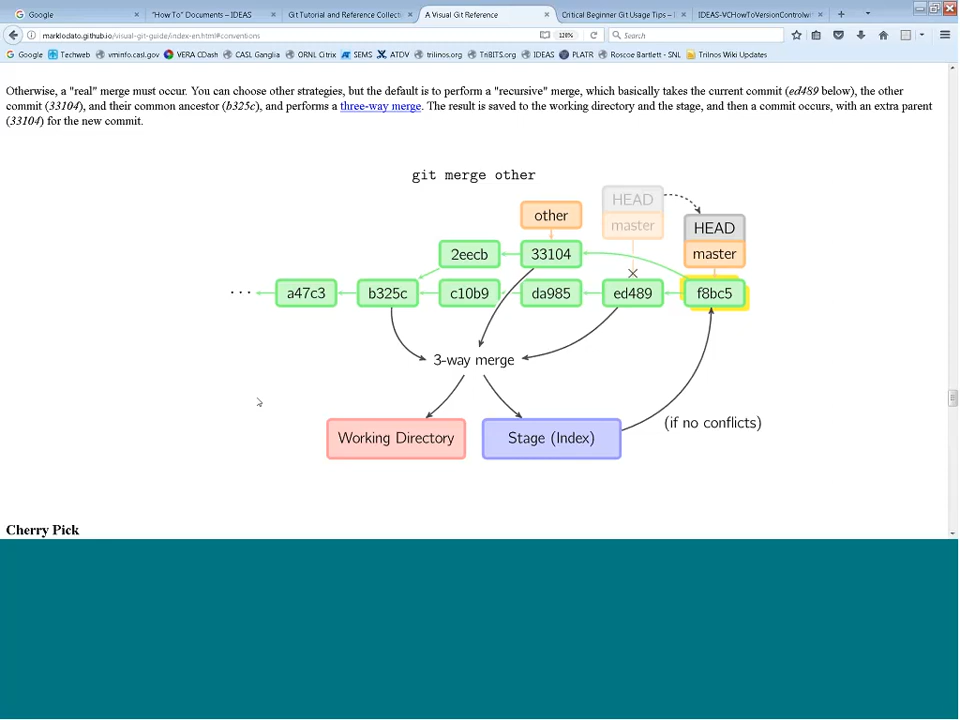 Google
"How To" Documents – IDEAS
Git Tutorial and Reference Collect
A Visual Git Reference
Critical Beginner Git Usage Tips –
IDEAS-VCHowToVersionControlw
marklodato.github.io/visual-git-guide/index-en.html#conventions
120%
Search
Google Techweb vminfo.casl.gov VERA CDash CASL Ganglia ORNL Citrix SEMS ATDV trilinos.org TriBITS.org IDEAS PLATR Roscoe Bartlett - SNL Trilnos Wiki Updates
Otherwise, a "real" merge must occur. You can choose other strategies, but the default is to perform a "recursive" merge, which basically takes the current commit (ed489 below), the other
commit (33104), and their common ancestor (b325c), and performs a three-way merge. The result is saved to the working directory and the stage, and then a commit occurs, with an extra parent
(33104) for the new commit.
git merge other
HEAD
master
other
HEAD
master
2eecb
33104
...
a47c3
b325c
c10b9
da985
ed489
f8bc5
3-way merge
(if no conflicts)
Working Directory
Stage (Index)
Cherry Pick